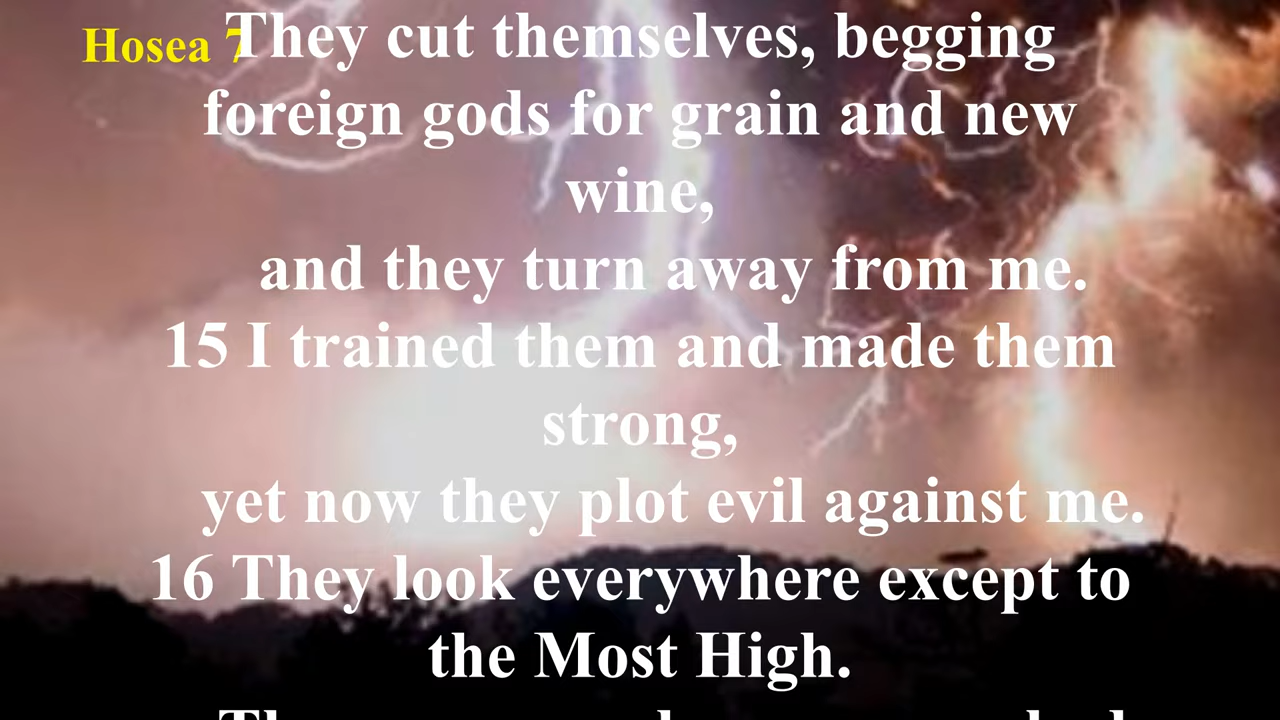 Hosea 7
They cut themselves, begging
foreign gods for grain and new
wine,
and they turn away from me.
15 I trained them and made them
strong,
yet now they plot evil against me.
16 They look everywhere except to
the Most High.